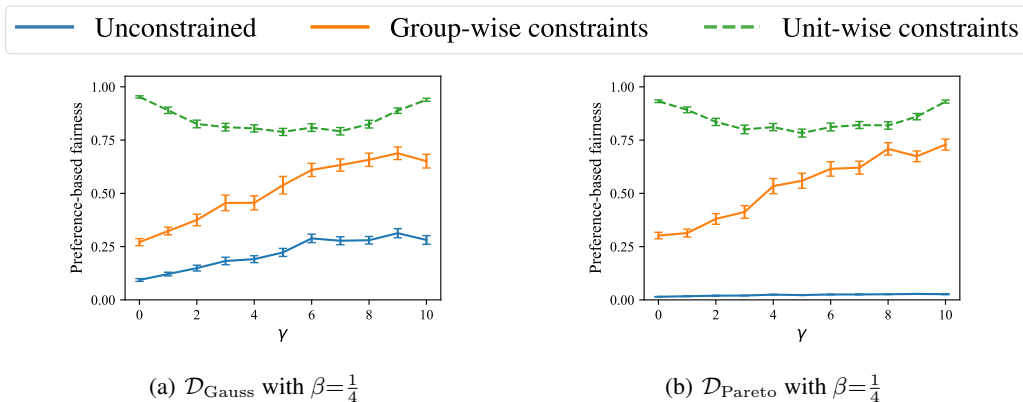 Unconstrained Group-wise constraints Unit-wise constraints
Preference-based fairness
1.00
0.75
0.50
0.25
0.00
0 2 4 6 8 10
γ
(a) 𝒟Gauss with β=1/4
Preference-based fairness
1.00
0.75
0.50
0.25
0.00
0 2 4 6 8 10
γ
(b) 𝒟Pareto with β=1/4